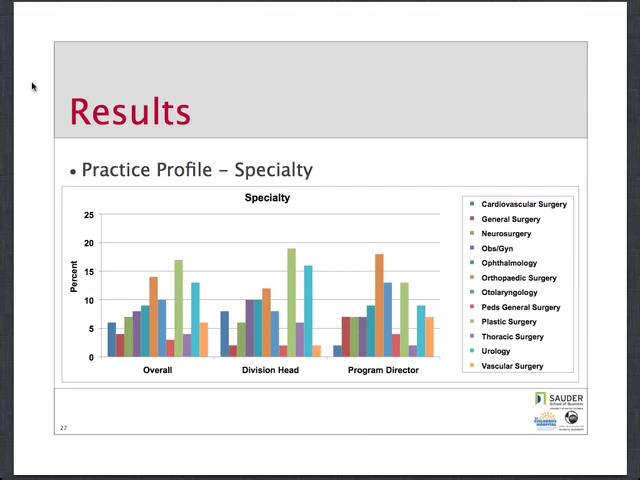 Results
• Practice Profile – Specialty
Specialty
Percent
25
20
15
10
5
0
Overall
Division Head
Program Director
Cardiovascular Surgery
General Surgery
Neurosurgery
Obs/Gyn
Ophthalmology
Orthopaedic Surgery
Otolaryngology
Peds General Surgery
Plastic Surgery
Thoracic Surgery
Urology
Vascular Surgery
SAUDER
School of Business
CHILDREN'S
HOSPITAL
27